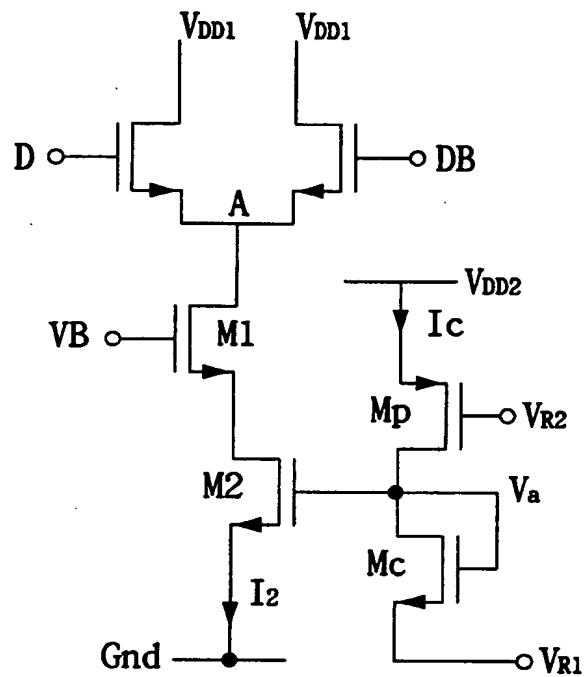 VDD1 VDD1
D DB
A
VDD2
Ic
VB M1
Mp VR2
M2 Va
Mc
I2
Gnd VR1